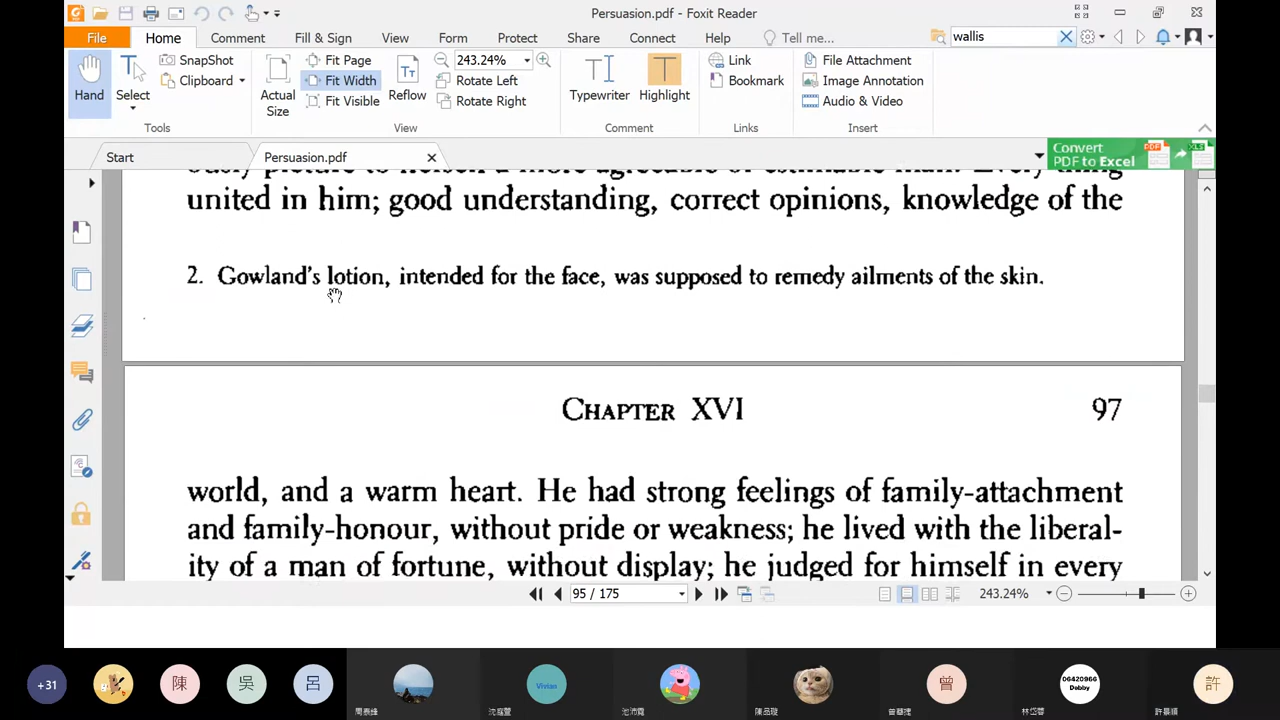 Persuasion.pdf - Foxit Reader
File Home Comment Fill & Sign View Form Protect Share Connect Help Tell me... wallis
Hand
Select
SnapShot
Clipboard
Tools
Actual Size
Fit Page
Fit Width
Fit Visible
Reflow
243.24%
Rotate Left
Rotate Right
View
Typewriter
Highlight
Comment
Link
Bookmark
Links
File Attachment
Image Annotation
Audio & Video
Insert
Start
Persuasion.pdf
Convert
PDF to Excel
PDF
XLS
united in him; good understanding, correct opinions, knowledge of the
2. Gowland's lotion, intended for the face, was supposed to remedy ailments of the skin.
CHAPTER XVI 97
world, and a warm heart. He had strong feelings of family-attachment
and family-honour, without pride or weakness; he lived with the liberal-
ity of a man of fortune, without display; he judged for himself in every
95 / 175
243.24%
+31
陳
吳
呂
Vivian
曾
06420966
Debby
許